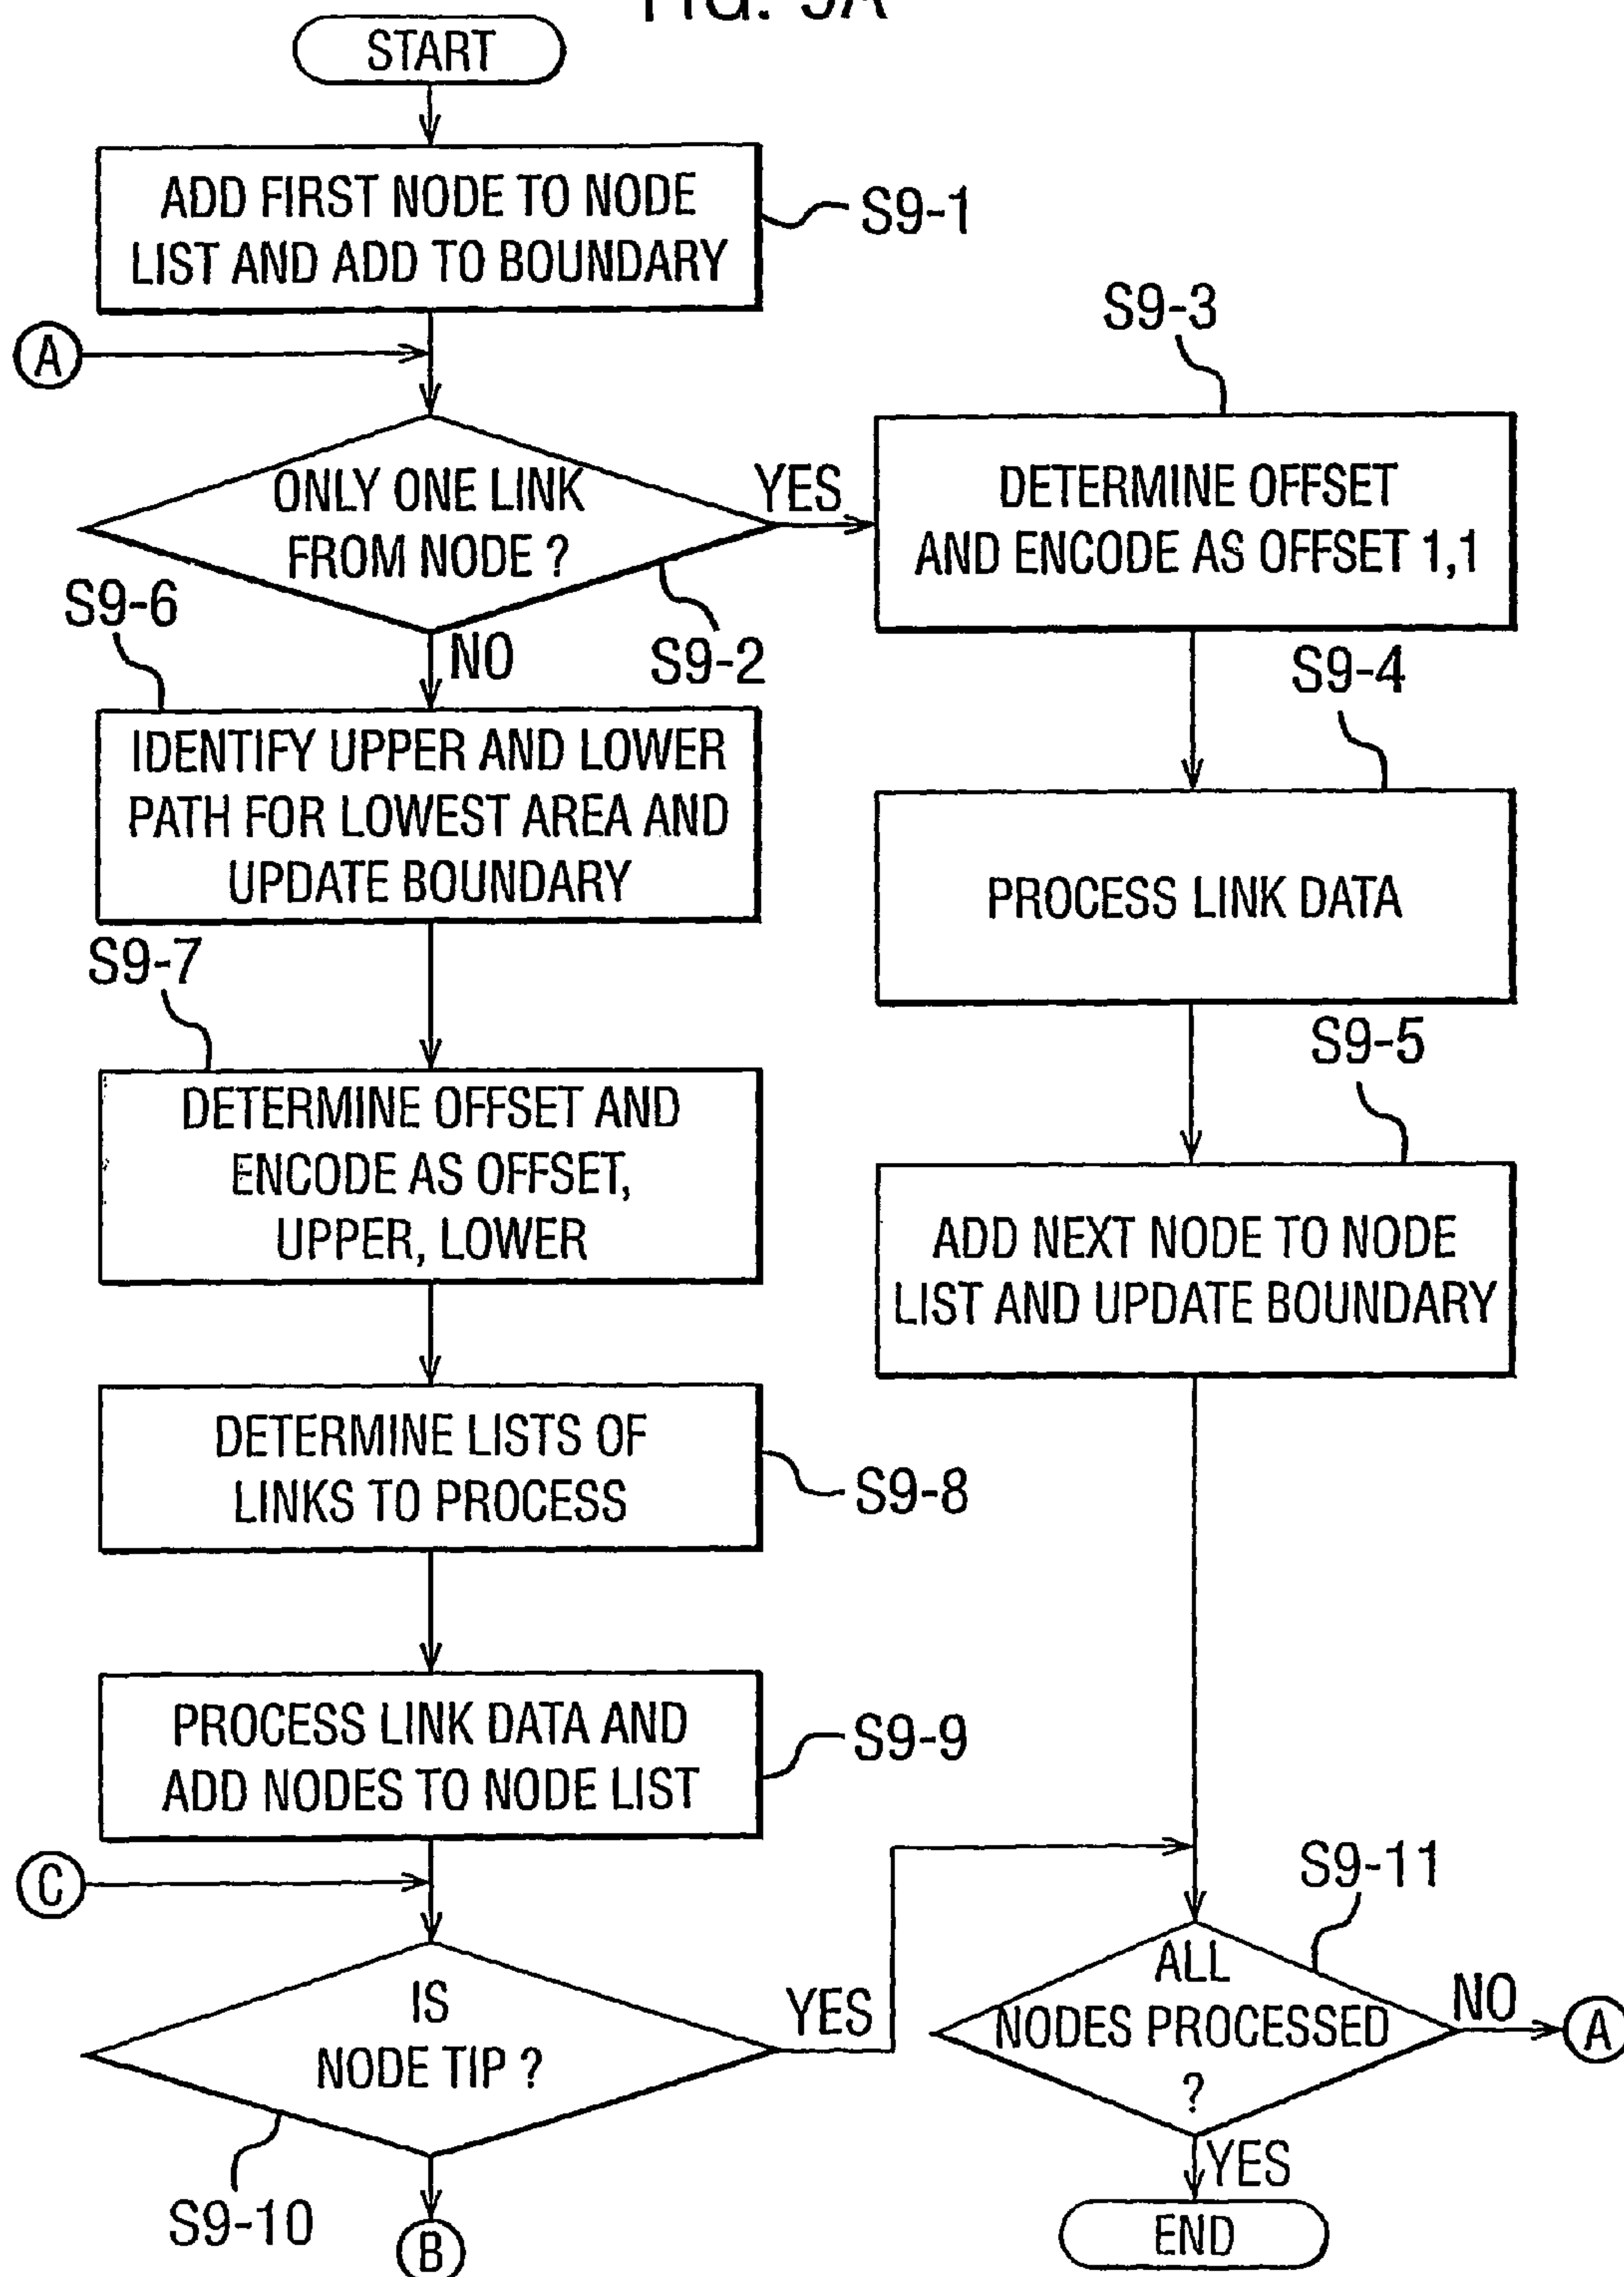 FIG. 9A
START
ADD FIRST NODE TO NODE
LIST AND ADD TO BOUNDARY
S9-1
A
ONLY ONE LINK
FROM NODE ?
YES
NO
S9-2
S9-3
DETERMINE OFFSET
AND ENCODE AS OFFSET 1,1
S9-4
PROCESS LINK DATA
S9-5
ADD NEXT NODE TO NODE
LIST AND UPDATE BOUNDARY
S9-6
IDENTIFY UPPER AND LOWER
PATH FOR LOWEST AREA AND
UPDATE BOUNDARY
S9-7
DETERMINE OFFSET AND
ENCODE AS OFFSET,
UPPER, LOWER
DETERMINE LISTS OF
LINKS TO PROCESS
S9-8
PROCESS LINK DATA AND
ADD NODES TO NODE LIST
S9-9
C
IS
NODE TIP ?
YES
S9-10
B
S9-11
ALL
NODES PROCESSED
?
NO
A
YES
END